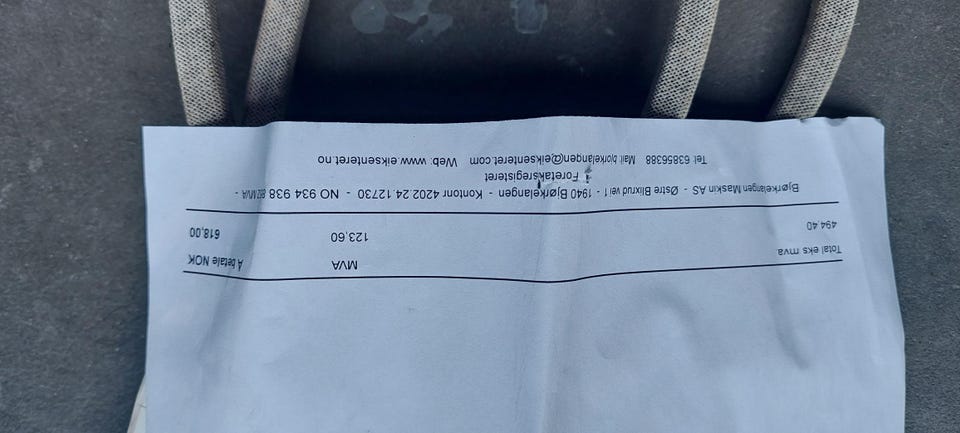 Total eks mva MVA Å betale NOK
494,40 123,60 618,00
Bjørkelangen Maskin AS - Østre Blixrud vei 1 - 1940 Bjørkelangen - Kontonr 4202.24.12730 - NO 934 938 MVA -
Foretaksregisteret
Tel: 63856388 Mail: bjorkelangen@eiksenteret.com Web: www.eiksenteret.no